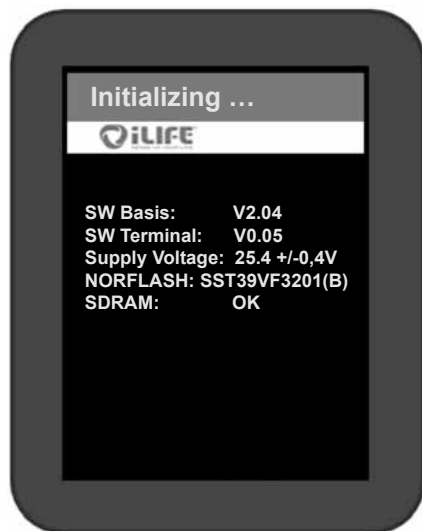 Initializing ...
iLIFE
SW Basis: V2.04
SW Terminal: V0.05
Supply Voltage: 25.4 +/-0,4V
NORFLASH: SST39VF3201(B)
SDRAM: OK